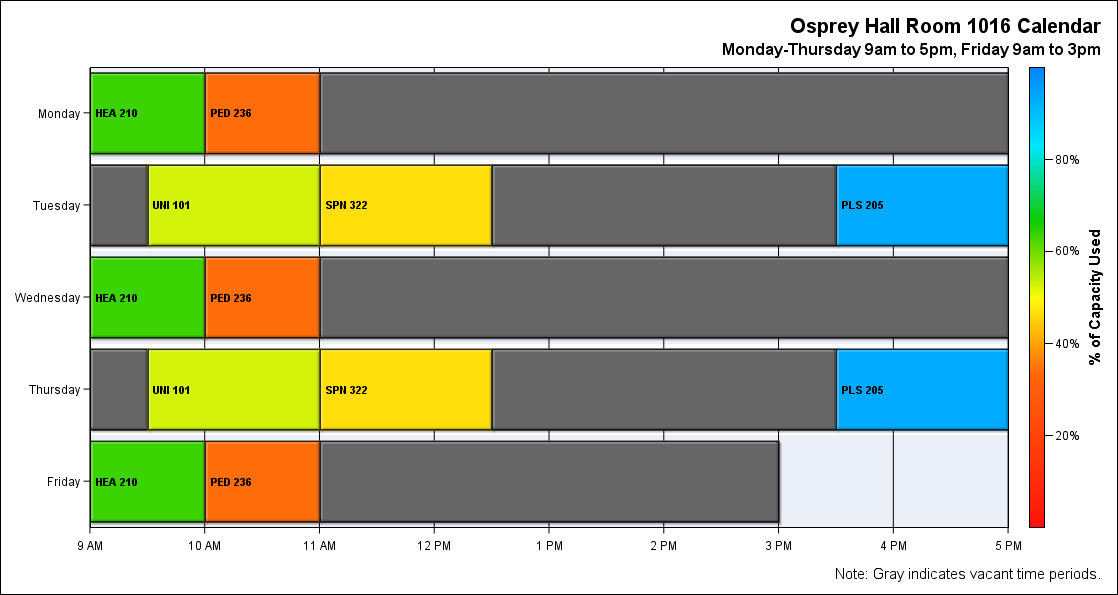 Osprey Hall Room 1016 Calendar
Monday-Thursday 9am to 5pm, Friday 9am to 3pm
Monday
HEA 210
PED 236
Tuesday
UNI 101
SPN 322
PLS 205
Wednesday
HEA 210
PED 236
Thursday
UNI 101
SPN 322
PLS 205
Friday
HEA 210
PED 236
9 AM
10 AM
11 AM
12 PM
1 PM
2 PM
3 PM
4 PM
5 PM
80%
60%
40%
20%
% of Capacity Used
Note: Gray indicates vacant time periods.